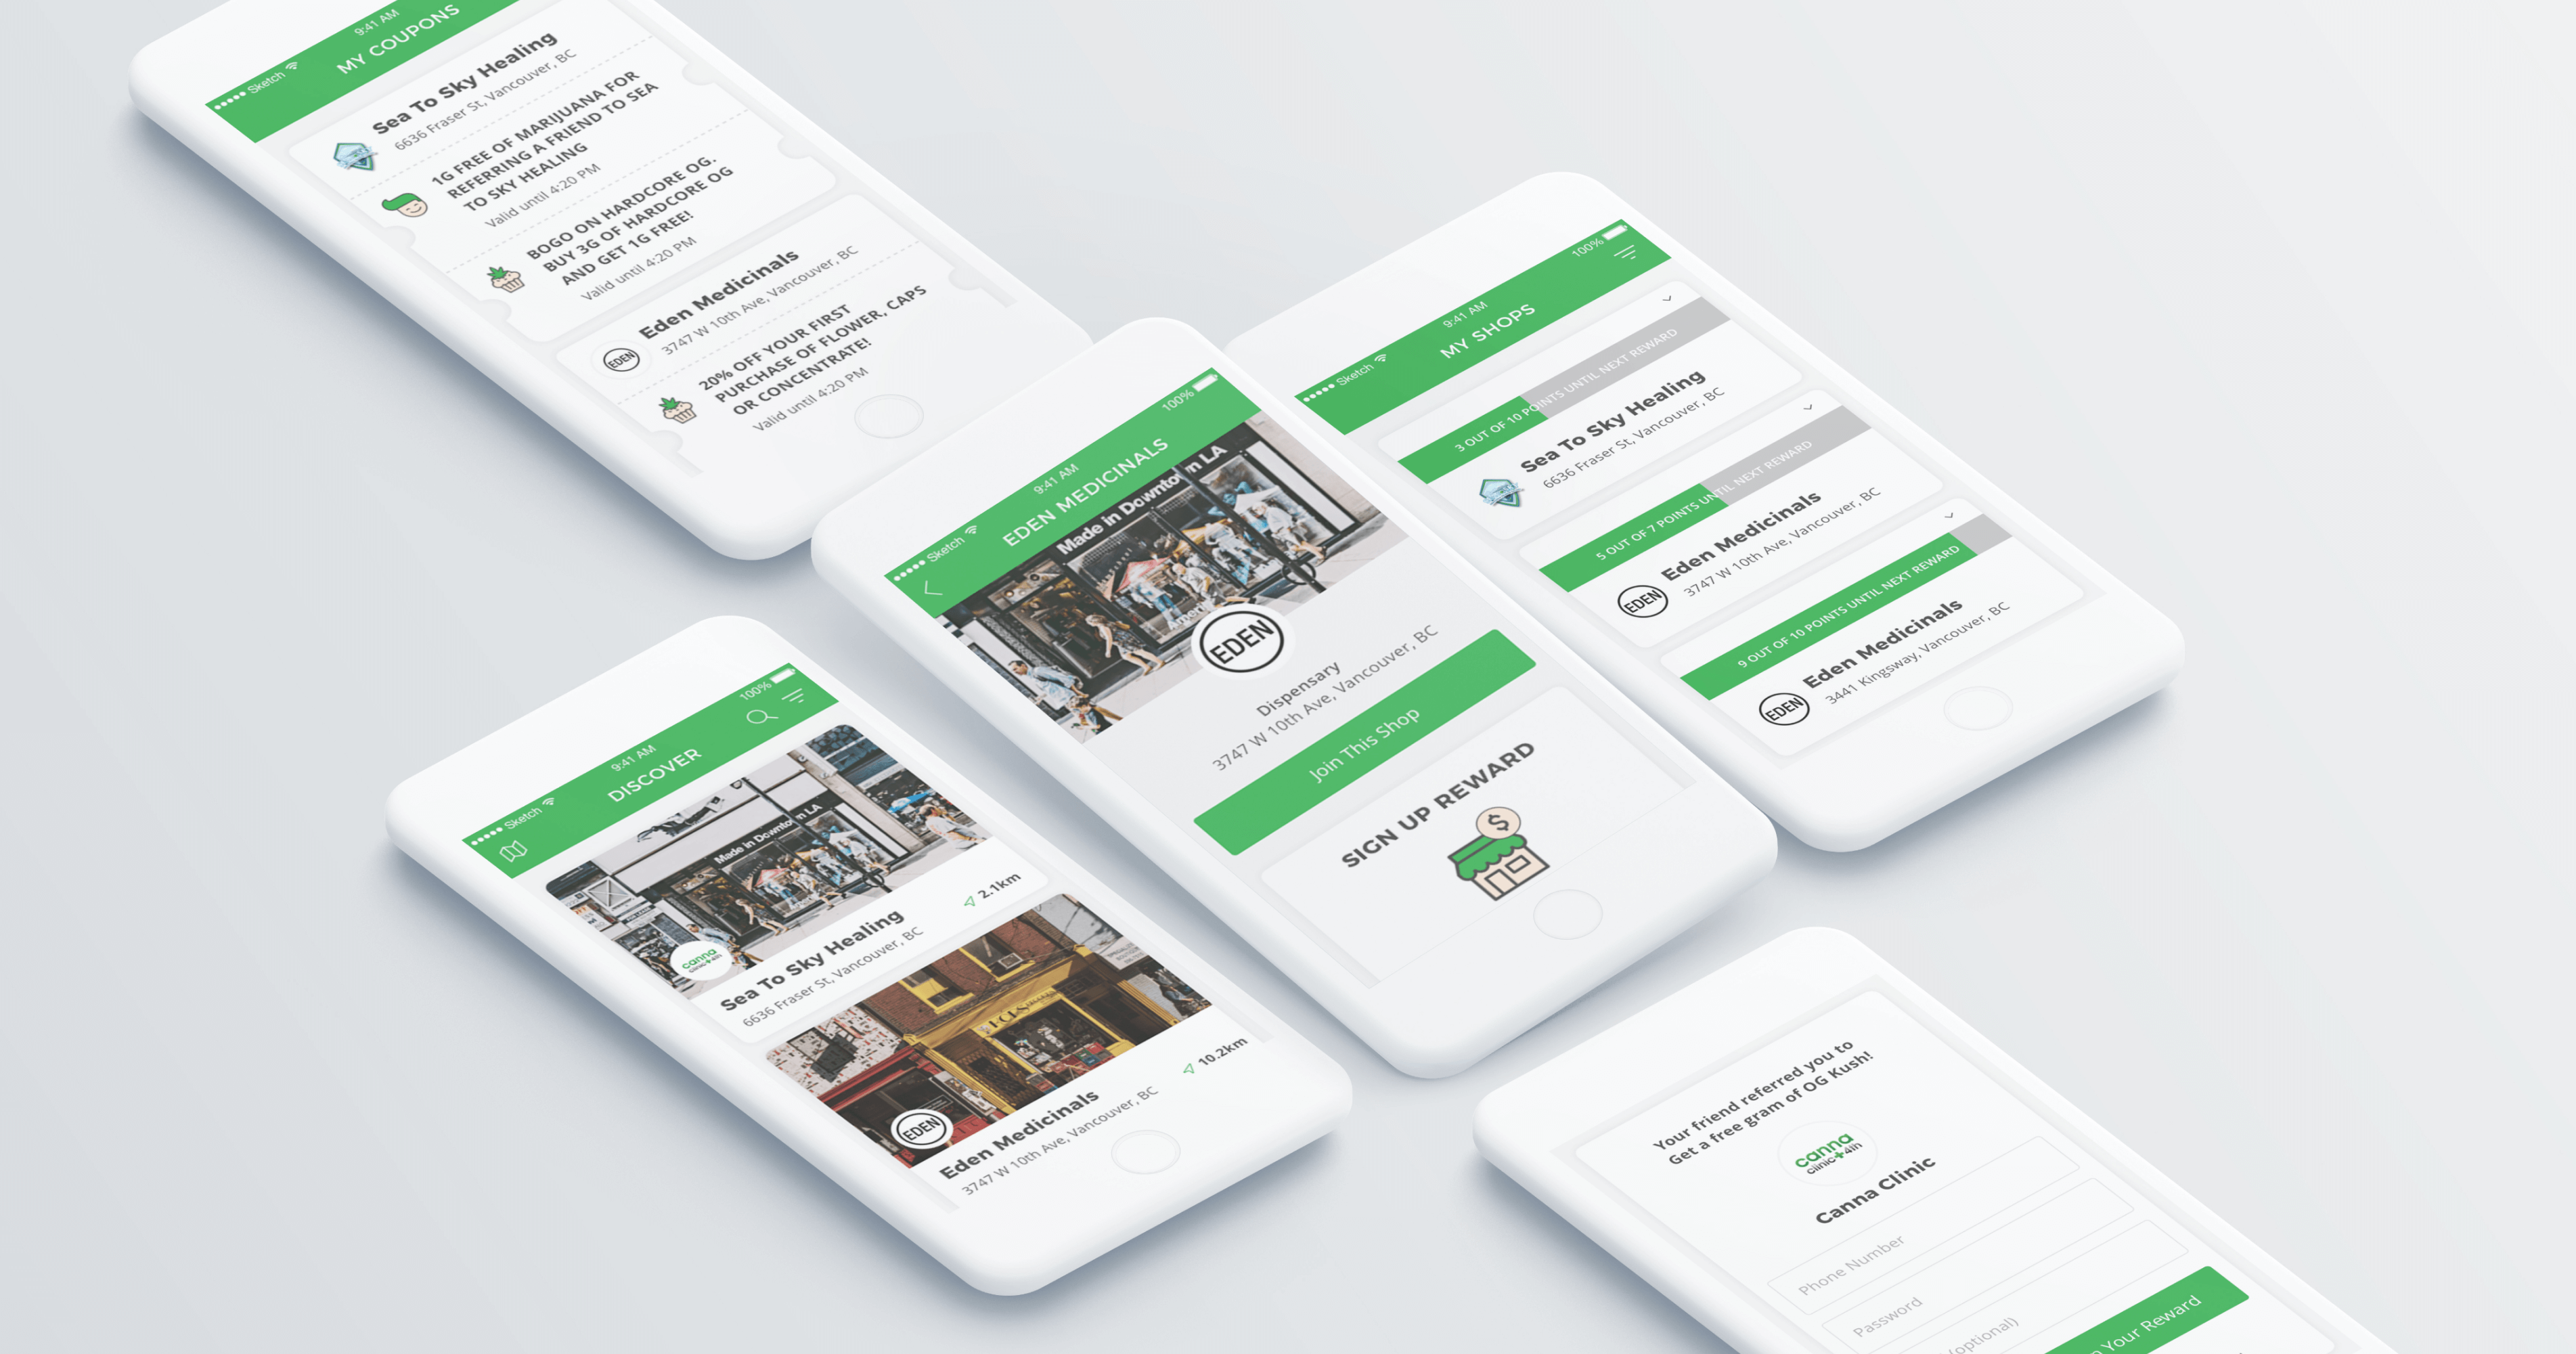 Sketch
9:41 AM
MY COUPONS
Sea To Sky Healing
6636 Fraser St, Vancouver, BC
1G FREE OF MARIJUANA FOR
REFERRING A FRIEND TO SEA
TO SKY HEALING
Valid until 4:20 PM
BOGO ON HARDCORE OG.
BUY 3G OF HARDCORE OG
AND GET 1G FREE!
Valid until 4:20 PM
EDEN
Eden Medicinals
3747 W 10th Ave, Vancouver, BC
20% OFF YOUR FIRST
PURCHASE OF FLOWER, CAPS
OR CONCENTRATE!
Valid until 4:20 PM
Sketch
9:41 AM
100%
MY SHOPS
3 OUT OF 10 POINTS UNTIL NEXT REWARD
Sea To Sky Healing
6636 Fraser St, Vancouver, BC
5 OUT OF 7 POINTS UNTIL NEXT REWARD
EDEN
Eden Medicinals
3747 W 10th Ave, Vancouver, BC
9 OUT OF 10 POINTS UNTIL NEXT REWARD
EDEN
Eden Medicinals
3441 Kingsway, Vancouver, BC
Sketch
9:41 AM
100%
EDEN MEDICINALS
Made in Downtown LA
EDEN
Dispensary
3747 W 10th Ave, Vancouver, BC
Join This Shop
SIGN UP REWARD
$
Sketch
9:41 AM
100%
DISCOVER
Made in Downtown LA
canna
clinic+4th
Sea To Sky Healing
6636 Fraser St, Vancouver, BC
2.1km
EDEN
Eden Medicinals
3747 W 10th Ave, Vancouver, BC
10.2km
Your friend referred you to
Get a free gram of OG Kush!
canna
clinic+4th
Canna Clinic
Phone Number
Password
(optional)
Your Reward